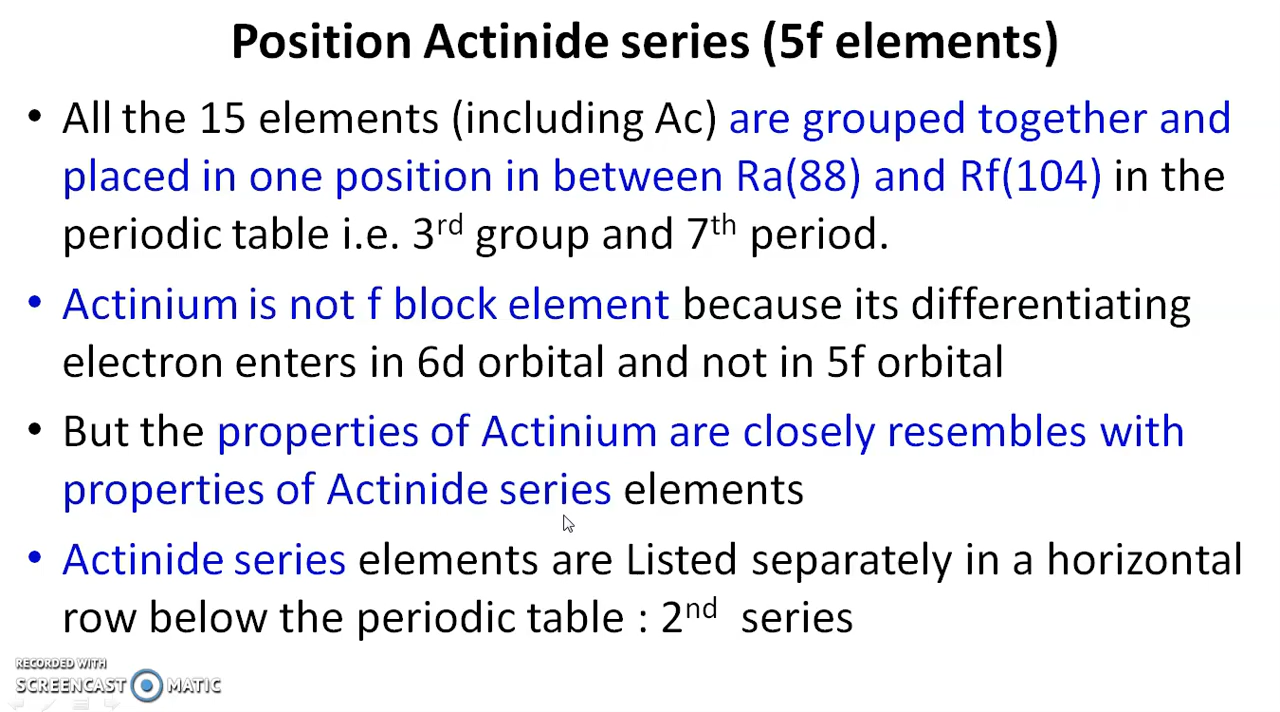 Position Actinide series (5f elements)
• All the 15 elements (including Ac) are grouped together and
placed in one position in between Ra(88) and Rf(104) in the
periodic table i.e. 3rd group and 7th period.
• Actinium is not f block element because its differentiating
electron enters in 6d orbital and not in 5f orbital
• But the properties of Actinium are closely resembles with
properties of Actinide series elements
• Actinide series elements are Listed separately in a horizontal
row below the periodic table : 2nd series
RECORDED WITH
SCREENCAST MATIC